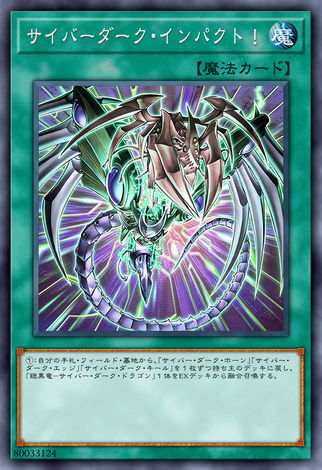 サイバーダーク・インパクト！
魔
【魔法カード】
①：自分の手札・フィールド・墓地から、「サイバー・ダーク・ホーン」「サイバー・
ダーク・エッジ」「サイバー・ダーク・キール」を１枚ずつ持ち主のデッキに戻し、
「鎧黒竜－サイバー・ダーク・ドラゴン」１体をEXデッキから融合召喚する。
80033124